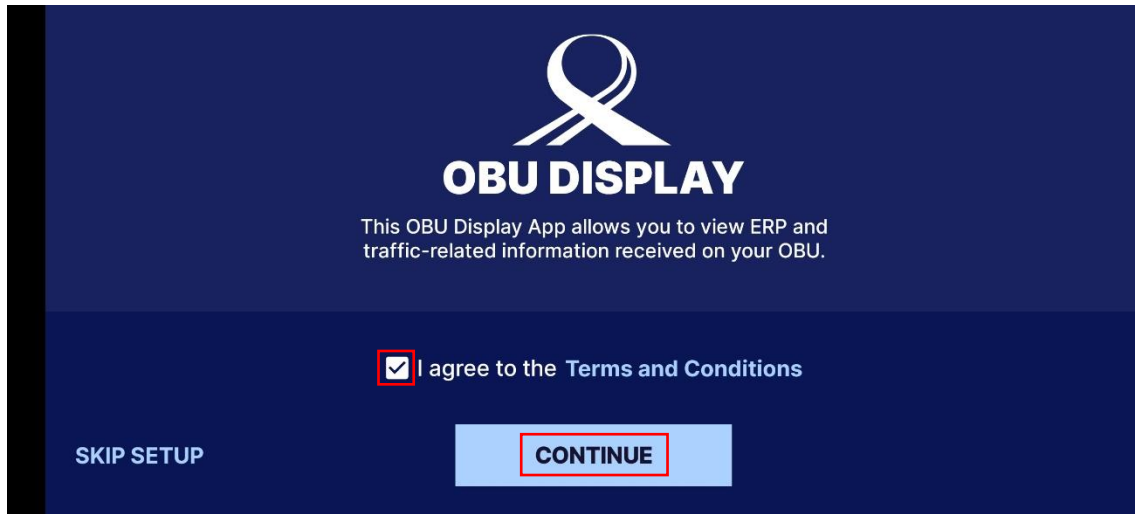 OBU DISPLAY
This OBU Display App allows you to view ERP and
traffic-related information received on your OBU.
I agree to the Terms and Conditions
SKIP SETUP
CONTINUE